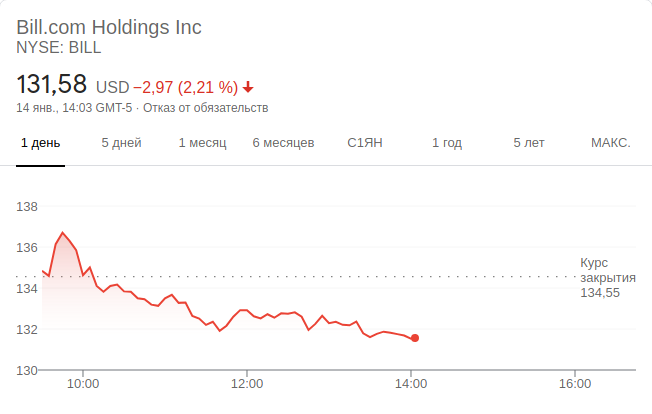 Bill.com Holdings Inc
NYSE: BILL
131,58 USD −2,97 (2,21 %)
14 янв., 14:03 GMT-5 · Отказ от обязательств
1 день 5 дней 1 месяц 6 месяцев С1ЯН 1 год 5 лет МАКС.
138
136
Курс
закрытия
134,55
134
132
130
10:00 12:00 14:00 16:00